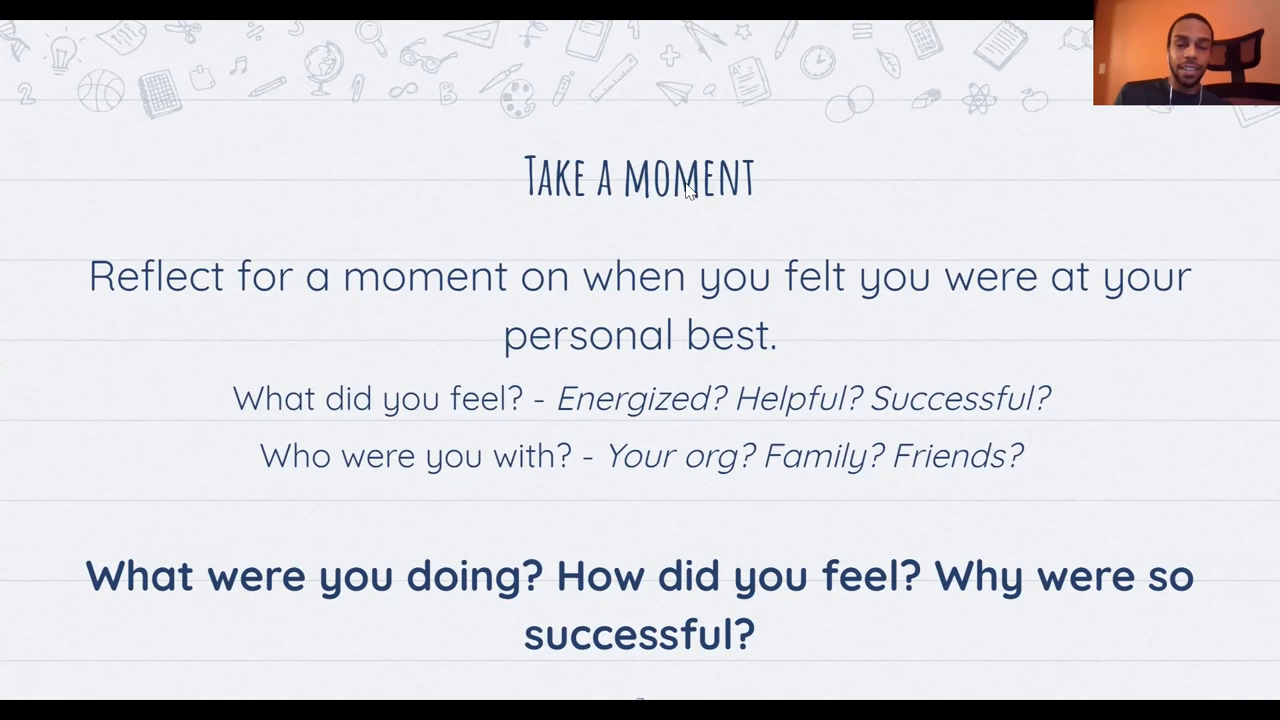 Take a moment
Reflect for a moment on when you felt you were at your
personal best.
What did you feel? - Energized? Helpful? Successful?
Who were you with? - Your org? Family? Friends?
What were you doing? How did you feel? Why were so
successful?